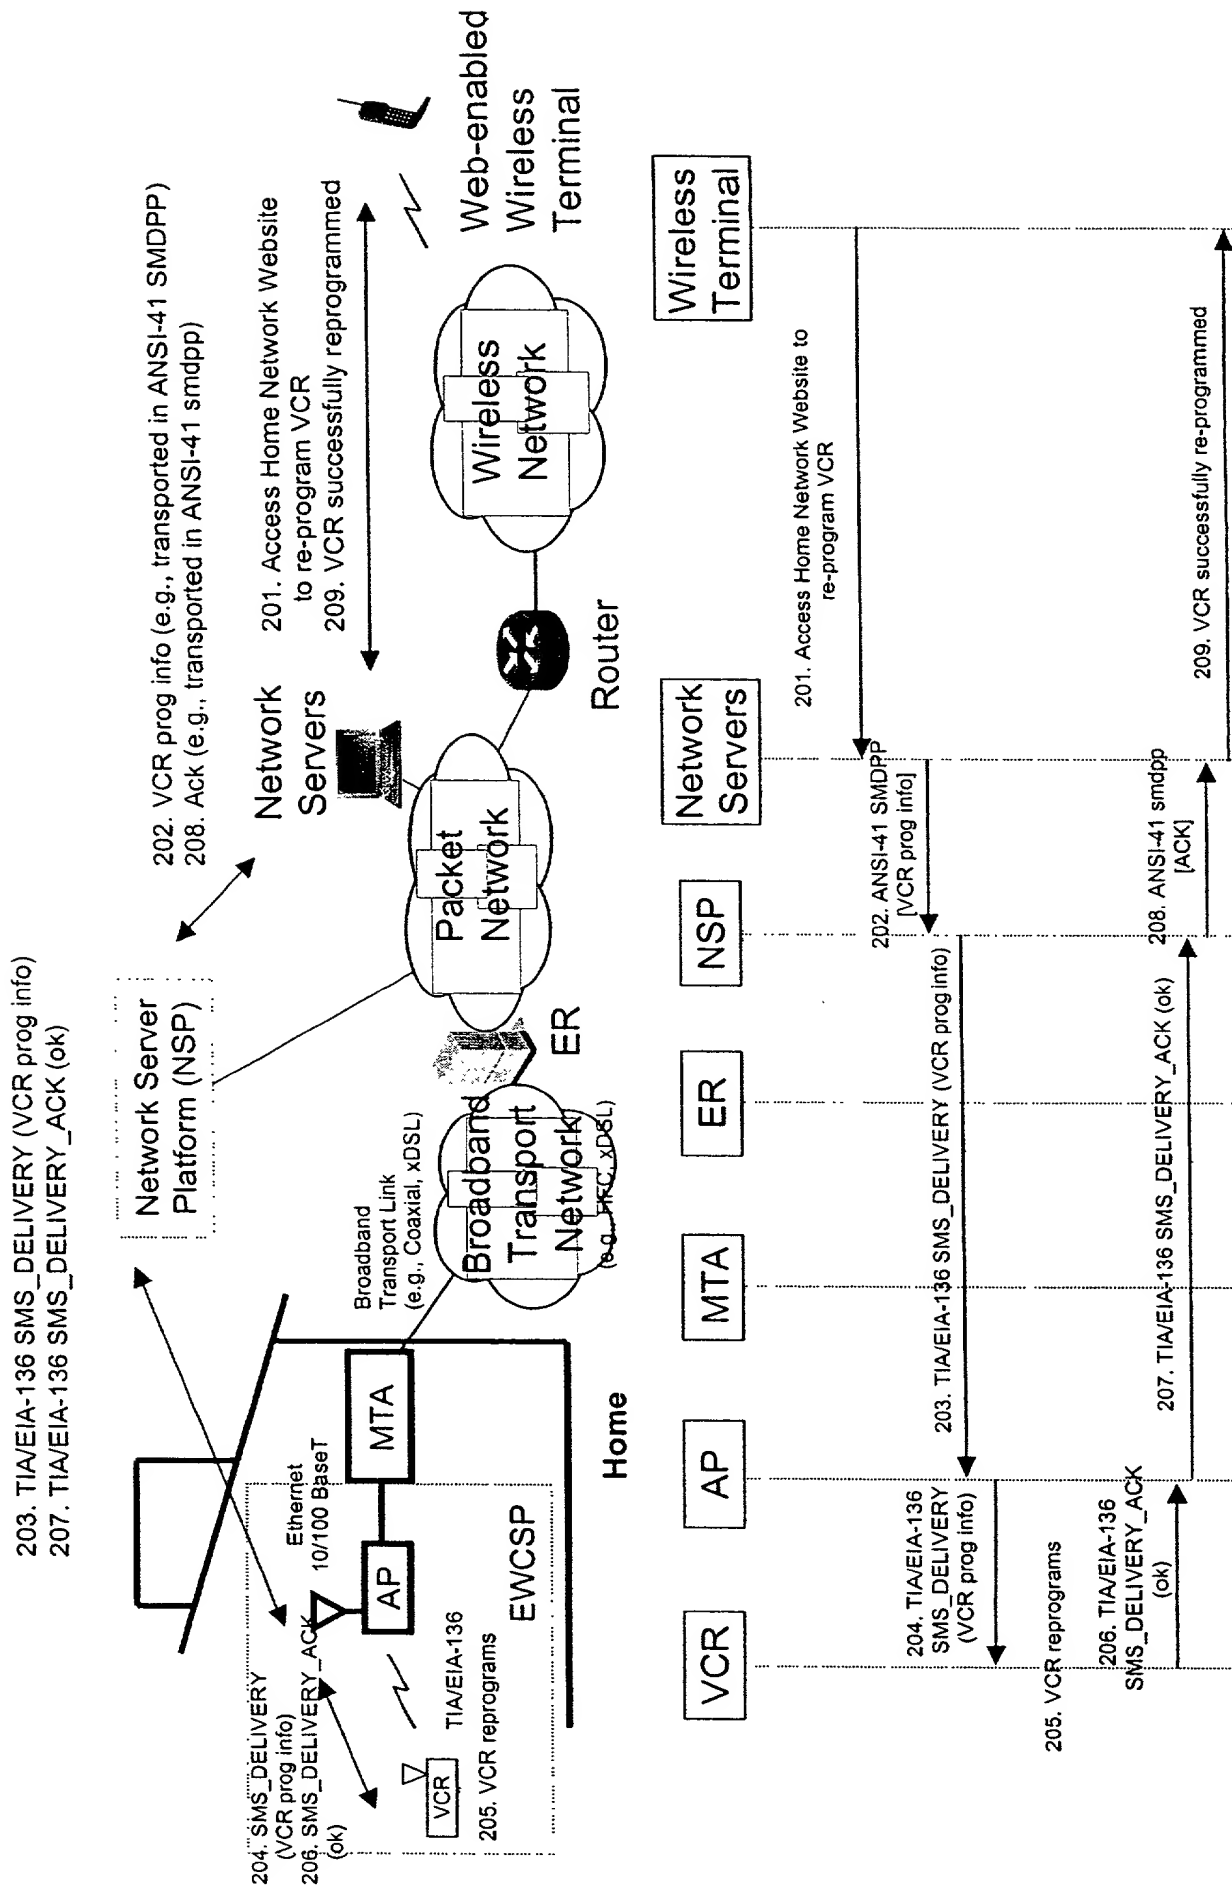 203. TIA/EIA-136 SMS_DELIVERY (VCR prog info)
207. TIA/EIA-136 SMS_DELIVERY_ACK (ok)
202. VCR prog info (e.g., transported in ANSI-41 SMDPP)
208. Ack (e.g., transported in ANSI-41 smdpp)
Network Server
Platform (NSP)
Network
Servers
201. Access Home Network Website
to re-program VCR
209. VCR successfully reprogrammed
204. SMS_DELIVERY
(VCR prog info)
206. SMS_DELIVERY_ACK
(ok)
Ethernet
10/100 BaseT
Broadband
Transport Link
(e.g., Coaxial, xDSL)
AP
MTA
VCR
TIA/EIA-136
205. VCR reprograms
EWCSP
Home
Broadband
Transport
Network
(e.g., HFC, xDSL)
ER
Packet
Network
Router
Wireless
Network
Web-enabled
Wireless
Terminal
VCR
AP
MTA
ER
NSP
Network
Servers
Wireless
Terminal
201. Access Home Network Website to
re-program VCR
202. ANSI-41 SMDPP
[VCR prog info]
203. TIA/EIA-136 SMS_DELIVERY (VCR prog info)
204. TIA/EIA-136
SMS_DELIVERY
(VCR prog info)
205. VCR reprograms
206. TIA/EIA-136
SMS_DELIVERY_ACK
(ok)
207. TIA/EIA-136 SMS_DELIVERY_ACK (ok)
208. ANSI-41 smdpp
[ACK]
209. VCR successfully re-programmed